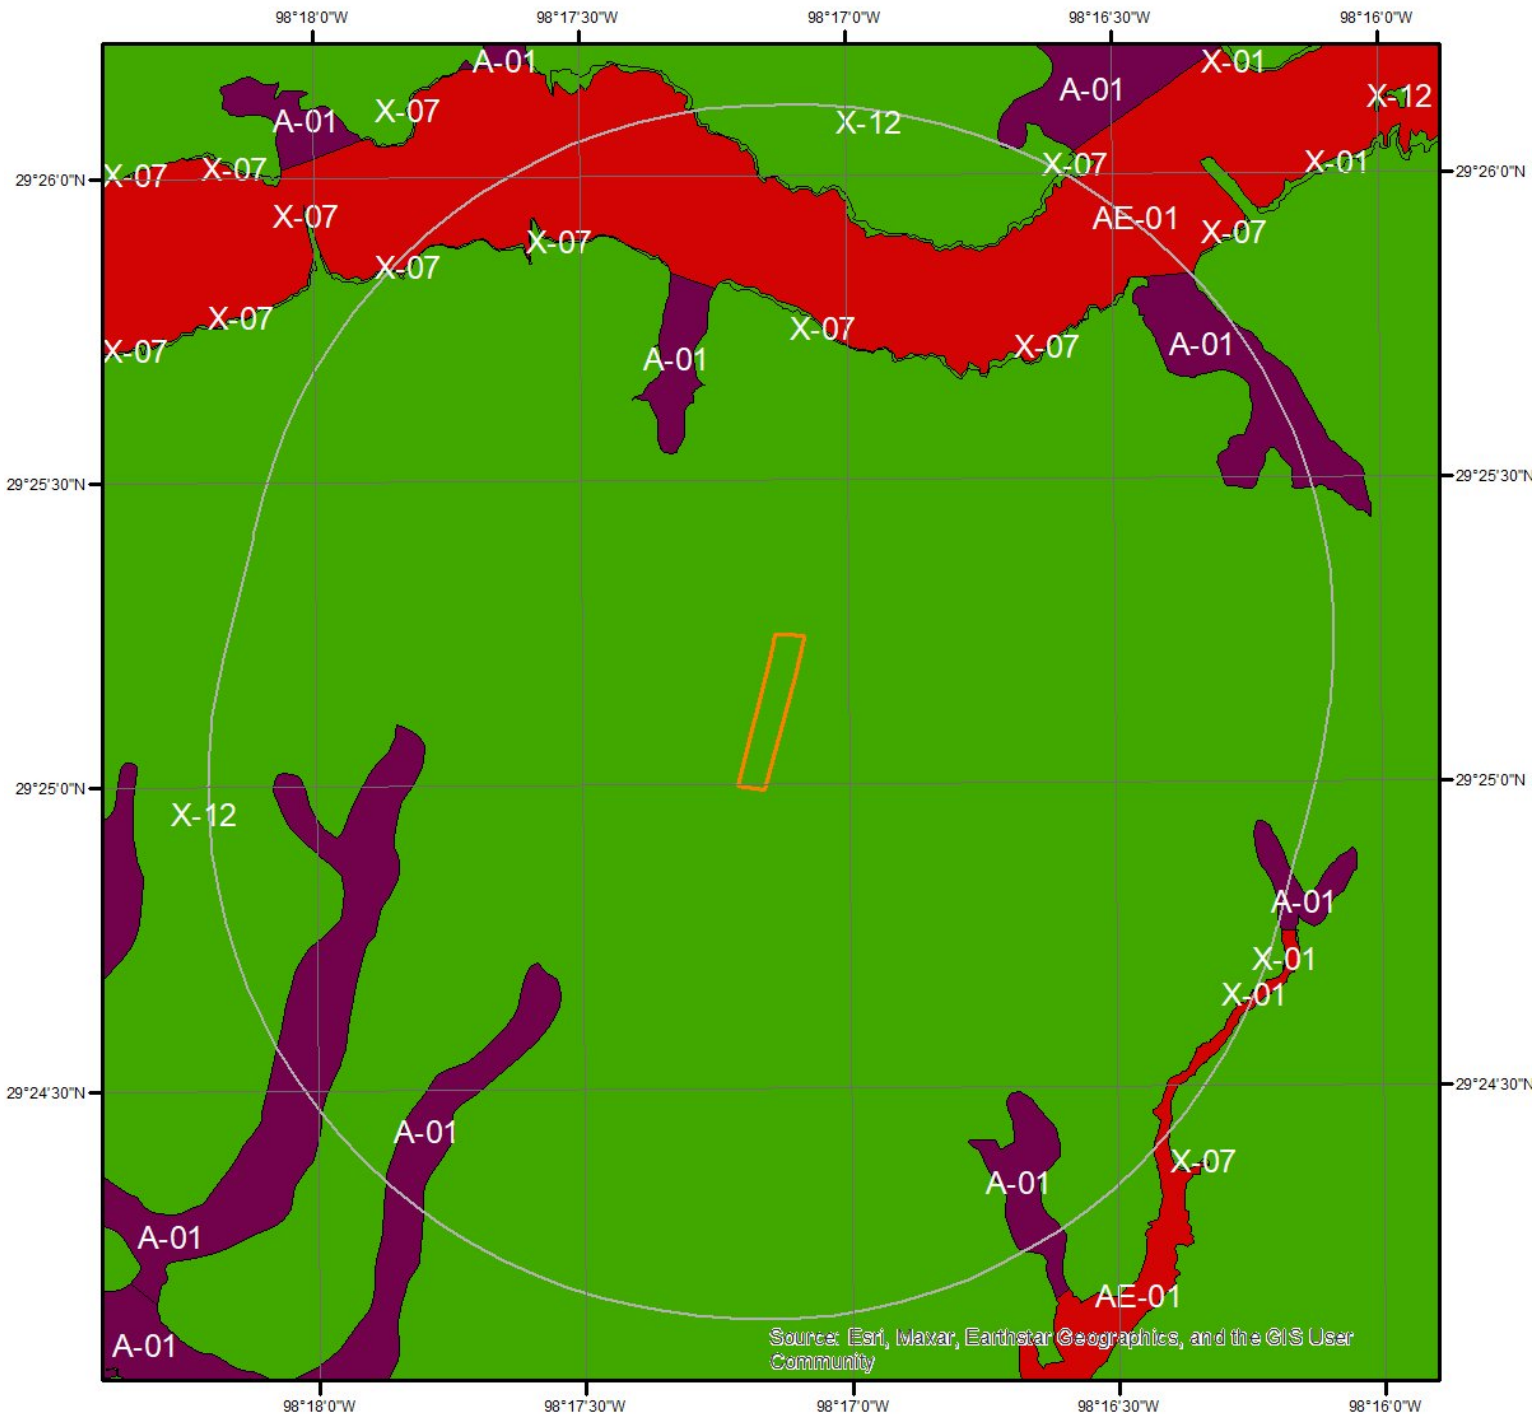 98°18'0"W 98°17'30"W 98°17'0"W 98°16'30"W 98°16'0"W
A-01 X-01
A-01 X-12
X-07
A-01 X-12
X-07 X-07 X-07 X-01
29°26'0"N 29°26'0"N
X-07 AE-01 X-07
X-07
X-07
X-07 X-07
X-07 A-01 X-07 X-07 A-01
29°25'30"N 29°25'30"N
29°25'0"N 29°25'0"N
X-12
A-01
X-01
X-01
29°24'30"N 29°24'30"N
A-01
X-07
A-01
A-01
AE-01
A-01
Source: Esri, Maxar, Earthstar Geographics, and the GIS User
Community
98°18'0"W 98°17'30"W 98°17'0"W 98°16'30"W 98°16'0"W